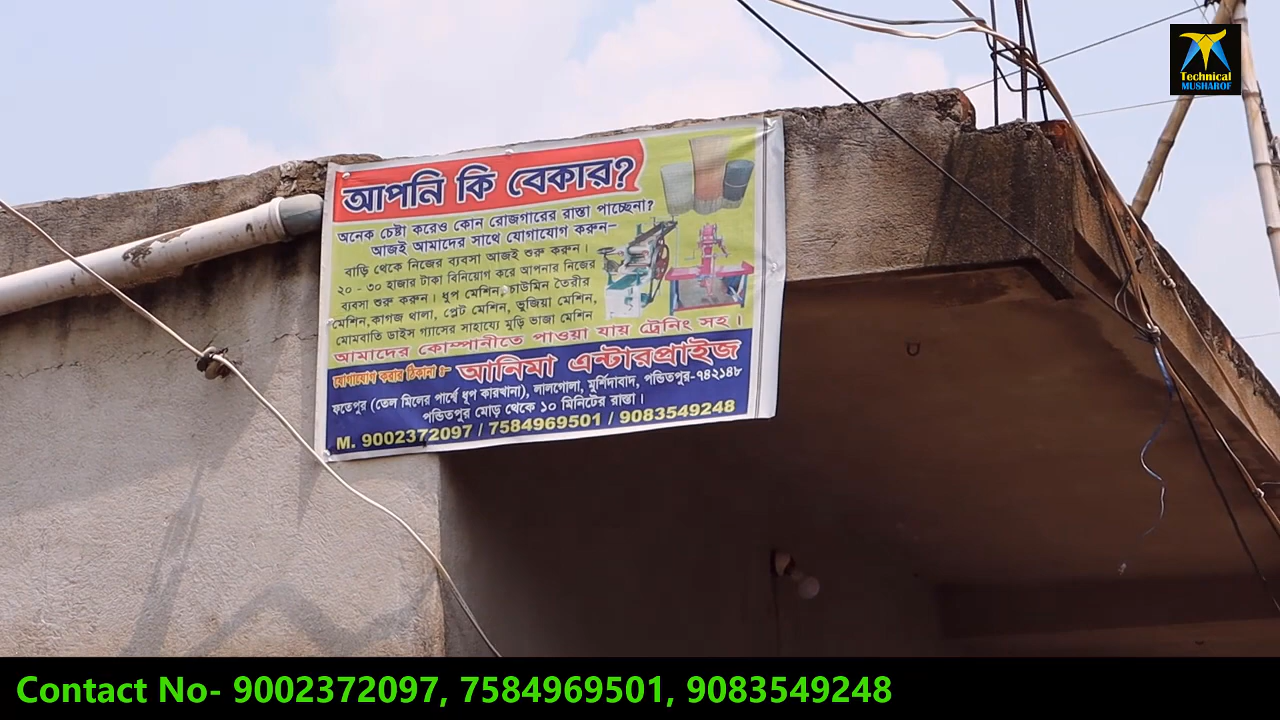 Technical
MUSHAROF
আপনি কি বেকার?
অনেক চেষ্টা করেও কোন রোজগারের রাস্তা পাচ্ছেনা?
আজই আমাদের সাথে যোগাযোগ করুন–
বাড়ি থেকে নিজের ব্যবসা আজই শুরু করুন।
২০ - ৩০ হাজার টাকা বিনিয়োগ করে আপনার নিজের
ব্যবসা শুরু করুন। ধুপ মেশিন, চাউমিন তৈরীর
মেশিন,কাগজ থালা, প্লেট মেশিন, ভুজিয়া মেশিন,
মোমবাতি ডাইস গ্যাসের সাহায্যে মুড়ি ভাজা মেশিন
আমাদের কোম্পানীতে পাওয়া যায় ট্রেনিং সহ।
যোগাযোগ করার ঠিকানা ঃ- আনিমা এন্টারপ্রাইজ
ফতেপুর (তেল মিলের পার্শ্বে ধূপ কারখানা), লালগোলা, মুর্শিদাবাদ, পন্ডিতপুর-৭৪২১৪৮
পন্ডিতপুর মোড় থেকে ১০ মিনিটের রাস্তা।
M. 9002372097 / 7584969501 / 9083549248
Contact No- 9002372097, 7584969501, 9083549248